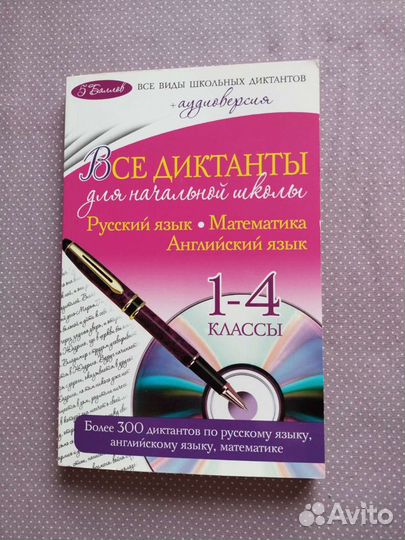 5 баллов
ВСЕ ВИДЫ ШКОЛЬНЫХ ДИКТАНТОВ
+ аудиоверсия
ВСЕ ДИКТАНТЫ
для начальной школы
Русский язык • Математика
Английский язык
1-4
КЛАССЫ
Более 300 диктантов по русскому языку,
английскому языку, математике
Avito